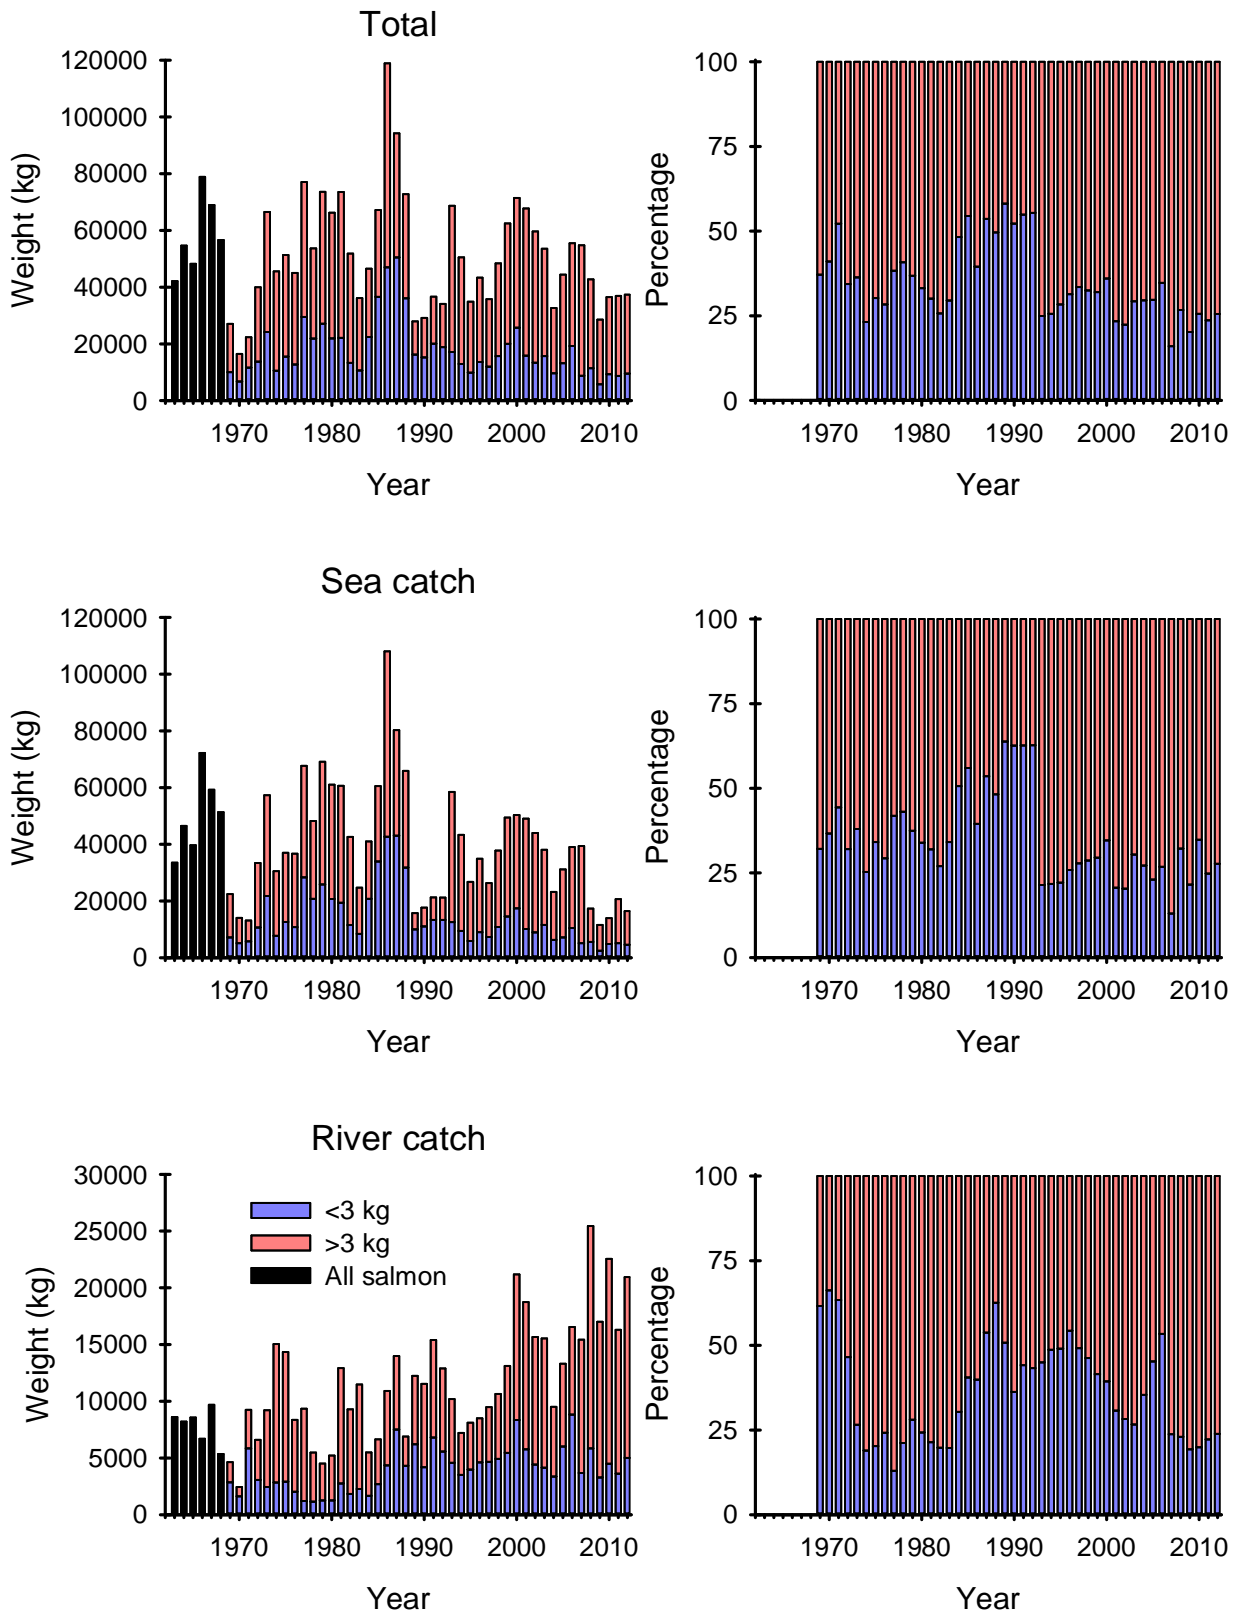 Total
120000
100000
80000
60000
40000
20000
0
Weight (kg)
1970 1980 1990 2000 2010
Year
100
75
50
25
0
Percentage
1970 1980 1990 2000 2010
Year
Sea catch
120000
100000
80000
60000
40000
20000
0
Weight (kg)
1970 1980 1990 2000 2010
Year
100
75
50
25
0
Percentage
1970 1980 1990 2000 2010
Year
River catch
30000
25000
20000
15000
10000
5000
0
Weight (kg)
<3 kg
>3 kg
All salmon
1970 1980 1990 2000 2010
Year
100
75
50
25
0
Percentage
1970 1980 1990 2000 2010
Year